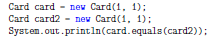 Card card = new Card(1, 1);
Card card2 = new Card(1, 1);
System.out.println(card.equals(card2));